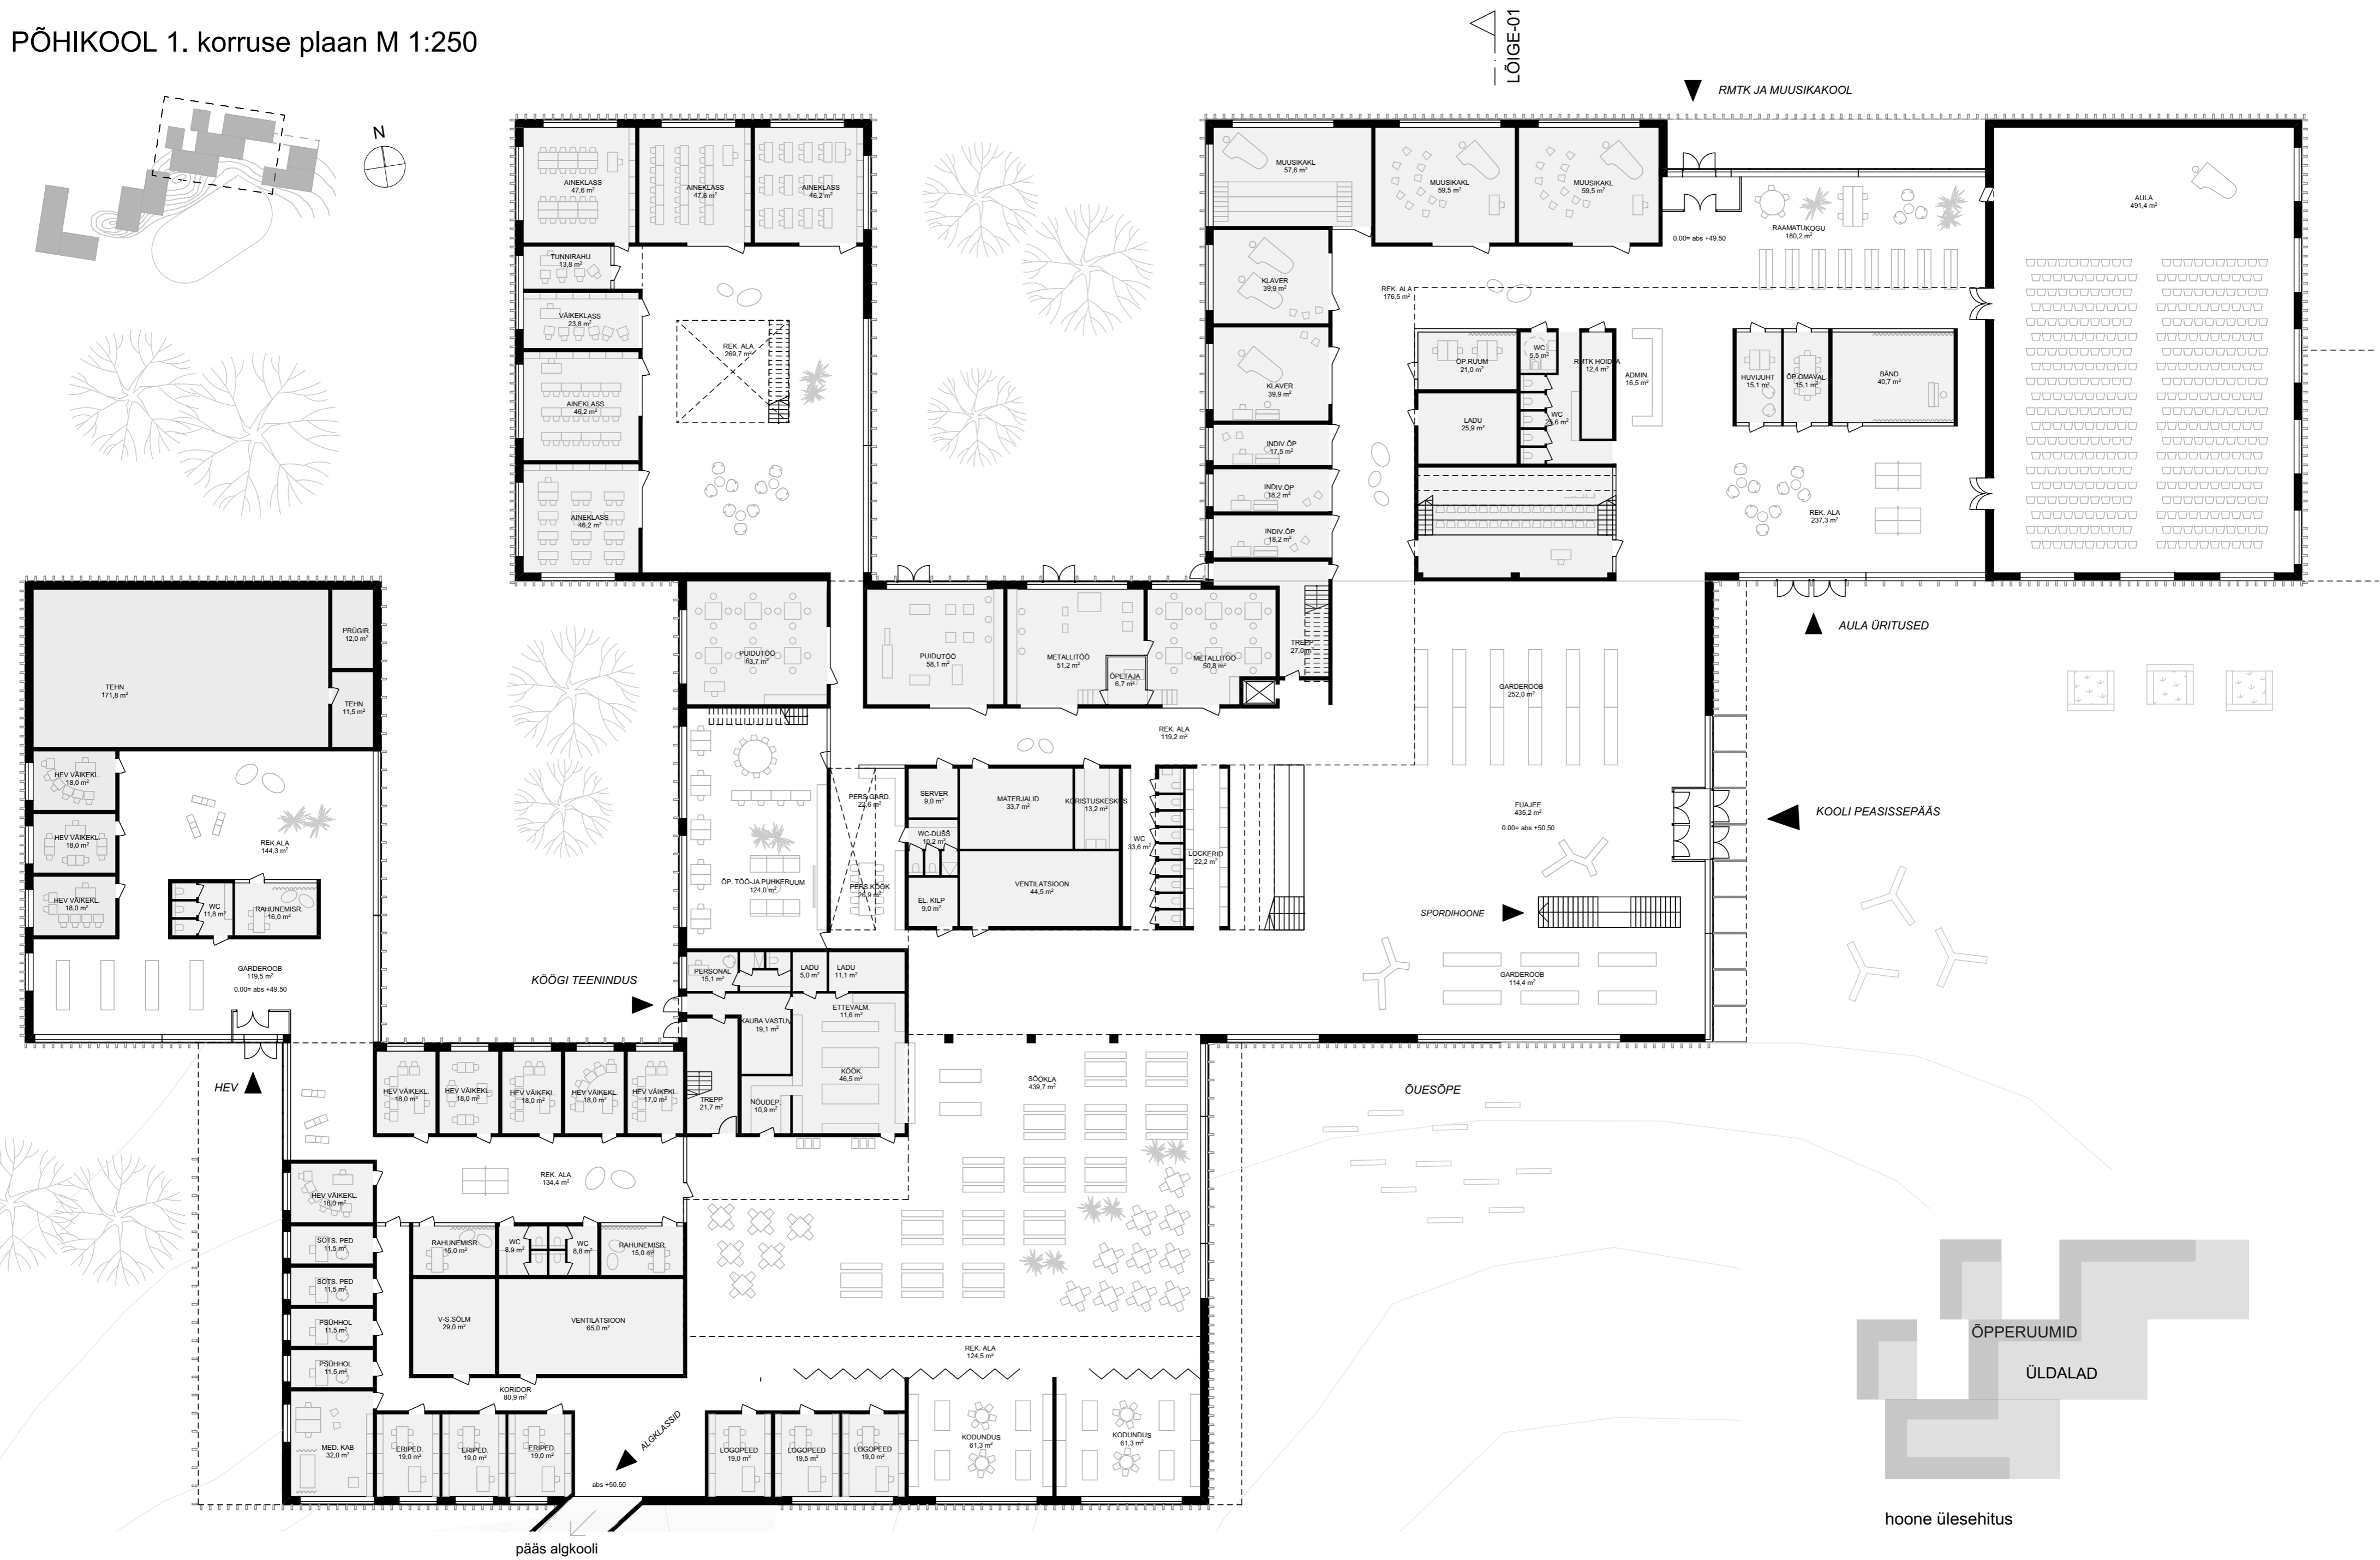 PÕHIKOOL 1. korruse plaan M 1:250
N
LÕIGE-01
RMTK JA MUUSIKAKOOL
AINEKLASS
47,6 m²
AINEKLASS
47,6 m²
AINEKLASS
46,2 m²
TUNNIRAHU
13,8 m²
VÄIKEKLASS
23,8 m²
AINEKLASS
46,2 m²
AINEKLASS
46,2 m²
REK. ALA
269,7 m²
MUUSIKAKL
57,6 m²
MUUSIKAKL
59,5 m²
MUUSIKAKL
59,5 m²
0.00= abs +49.50
RAAMATUKOGU
180,2 m²
AULA
491,4 m²
KLAVER
39,9 m²
REK. ALA
176,5 m²
KLAVER
39,9 m²
INDIV.ÕP
17,5 m²
INDIV.ÕP
18,2 m²
INDIV.ÕP
18,2 m²
ÕP.RUUM
21,0 m²
WC
5,5 m²
RMTK HOIDLA
12,4 m²
ADMIN.
16,5 m²
LADU
25,9 m²
WC
25,6 m²
HUVIJUHT
15,1 m²
ÕP.OMAVAL.
15,1 m²
BÄND
40,7 m²
REK. ALA
237,3 m²
AULA ÜRITUSED
TEHN
171,8 m²
PRÜGIR.
12,0 m²
TEHN
11,5 m²
PUIDUTÖÖ
63,7 m²
PUIDUTÖÖ
58,1 m²
METALLITÖÖ
51,2 m²
ÕPETAJA
6,7 m²
METALLITÖÖ
50,8 m²
TREPP
27,0 m²
GARDEROOB
252,0 m²
REK. ALA
119,2 m²
HEV VÄIKEKL.
18,0 m²
HEV VÄIKEKL.
18,0 m²
HEV VÄIKEKL.
18,0 m²
REK.ALA
144,3 m²
WC
11,8 m²
RAHUNEMISR.
16,0 m²
GARDEROOB
119,5 m²
0.00= abs +49.50
HEV
ÕP. TÖÖ-JA PUHKERUUM
124,0 m²
PERS.GARD.
22,6 m²
PERS.KÖÖK
26,9 m²
SERVER
9,0 m²
MATERJALID
33,7 m²
KORISTUSKESKUS
13,2 m²
WC-DUŠŠ
10,2 m²
EL. KILP
9,0 m²
VENTILATSIOON
44,5 m²
WC
33,6 m²
LOCKERID
22,2 m²
FUAJEE
435,2 m²
0.00= abs +50.50
KOOLI PEASISSEPÄÄS
SPORDIHOONE
GARDEROOB
114,4 m²
KÖÖGI TEENINDUS
PERSONAL
15,1 m²
LADU
5,0 m²
LADU
11,1 m²
KAUBA VASTUV.
19,1 m²
ETTEVALM.
11,6 m²
KÖÖK
46,5 m²
NÕUDEP.
10,9 m²
TREPP
21,7 m²
HEV VÄIKEKL.
18,0 m²
HEV VÄIKEKL.
18,0 m²
HEV VÄIKEKL.
18,0 m²
HEV VÄIKEKL.
18,0 m²
HEV VÄIKEKL.
17,0 m²
SÖÖKLA
439,7 m²
ÕUESÕPE
REK. ALA
134,4 m²
HEV VÄIKEKL.
18,0 m²
SOTS. PED
11,5 m²
SOTS. PED
11,5 m²
PSÜHHOL
11,5 m²
PSÜHHOL
11,5 m²
MED. KAB
32,0 m²
RAHUNEMISR.
15,0 m²
WC
8,9 m²
WC
8,8 m²
RAHUNEMISR.
15,0 m²
V-S.SÕLM
29,0 m²
VENTILATSIOON
65,0 m²
KORIDOR
80,9 m²
REK. ALA
124,5 m²
ERIPED.
19,0 m²
ERIPED.
19,0 m²
ERIPED.
19,0 m²
ALGKLASSID
abs +50.50
LOGOPEED
19,0 m²
LOGOPEED
19,5 m²
LOGOPEED
19,0 m²
KODUNDUS
61,3 m²
KODUNDUS
61,3 m²
pääs algkooli
ÕPPERUUMID
ÜLDALAD
hoone ülesehitus